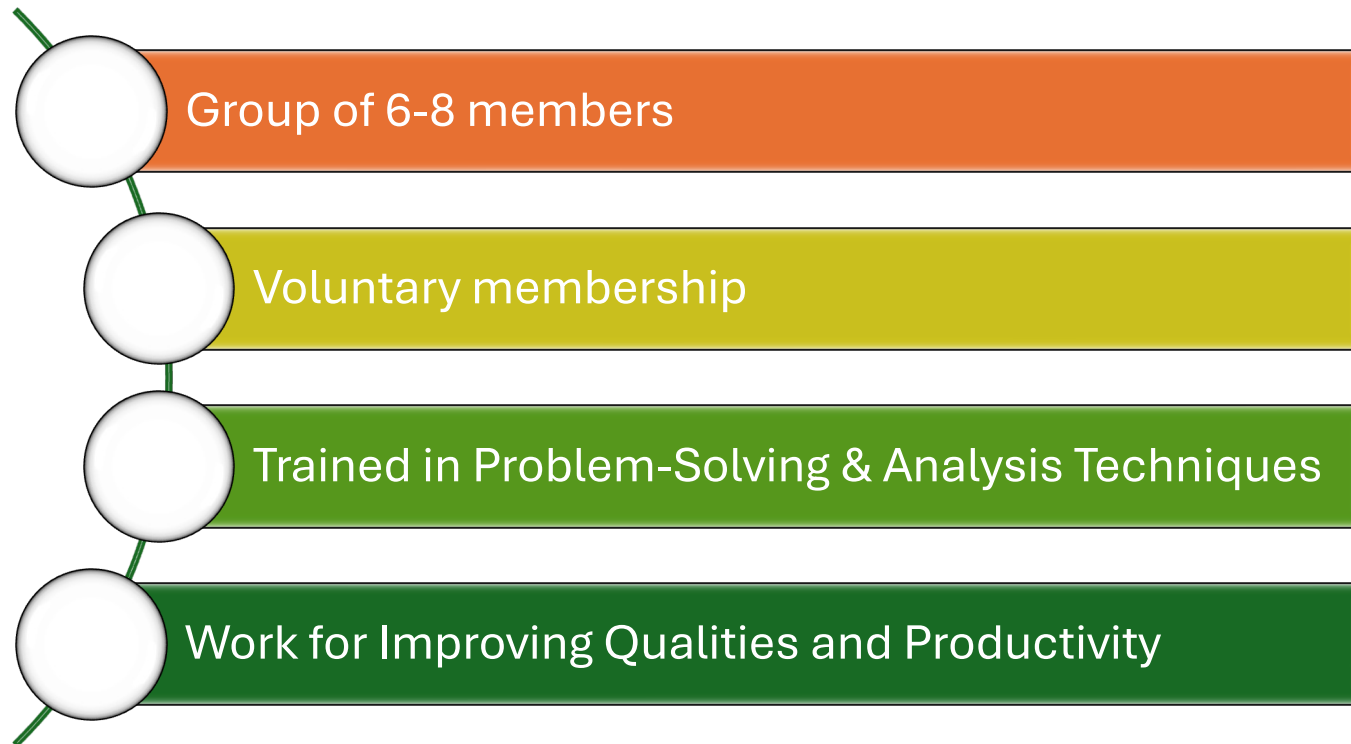 Group of 6-8 members
Voluntary membership
Trained in Problem-Solving & Analysis Techniques
Work for Improving Qualities and Productivity